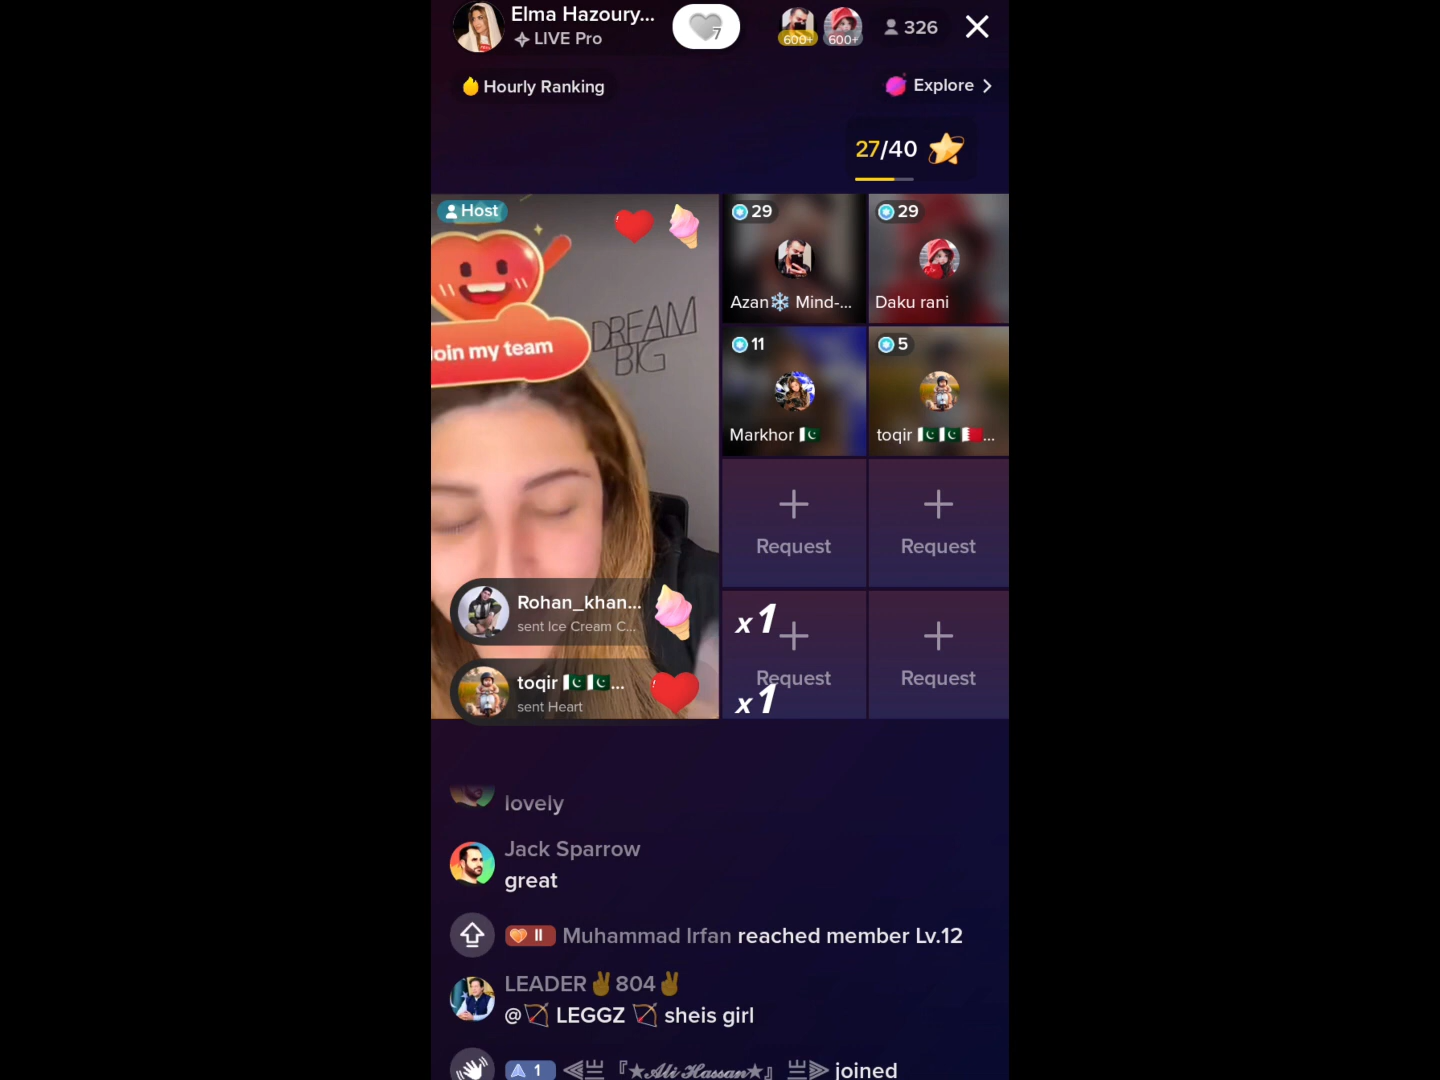 Elma Hazoury...
LIVE Pro
7
600+
600+
326
Hourly Ranking
Explore
27/40
Host
Join my team
DREAM
BIG
29
Azan❄️ Mind-...
29
Daku rani
11
Markhor 🇵🇰
5
toqir 🇵🇰🇵🇰🇧🇭...
Request
Request
Request
Request
Rohan_khan...
sent Ice Cream C...
x1
toqir 🇵🇰🇵🇰...
sent Heart
x1
lovely
Jack Sparrow
great
II Muhammad Irfan reached member Lv.12
LEADER✌🏾804✌🏾
@🏹 LEGGZ 🏹 sheis girl
1 『★𝓐𝓵𝓲 𝓗𝓪𝓼𝓼𝓪𝓷★』 joined